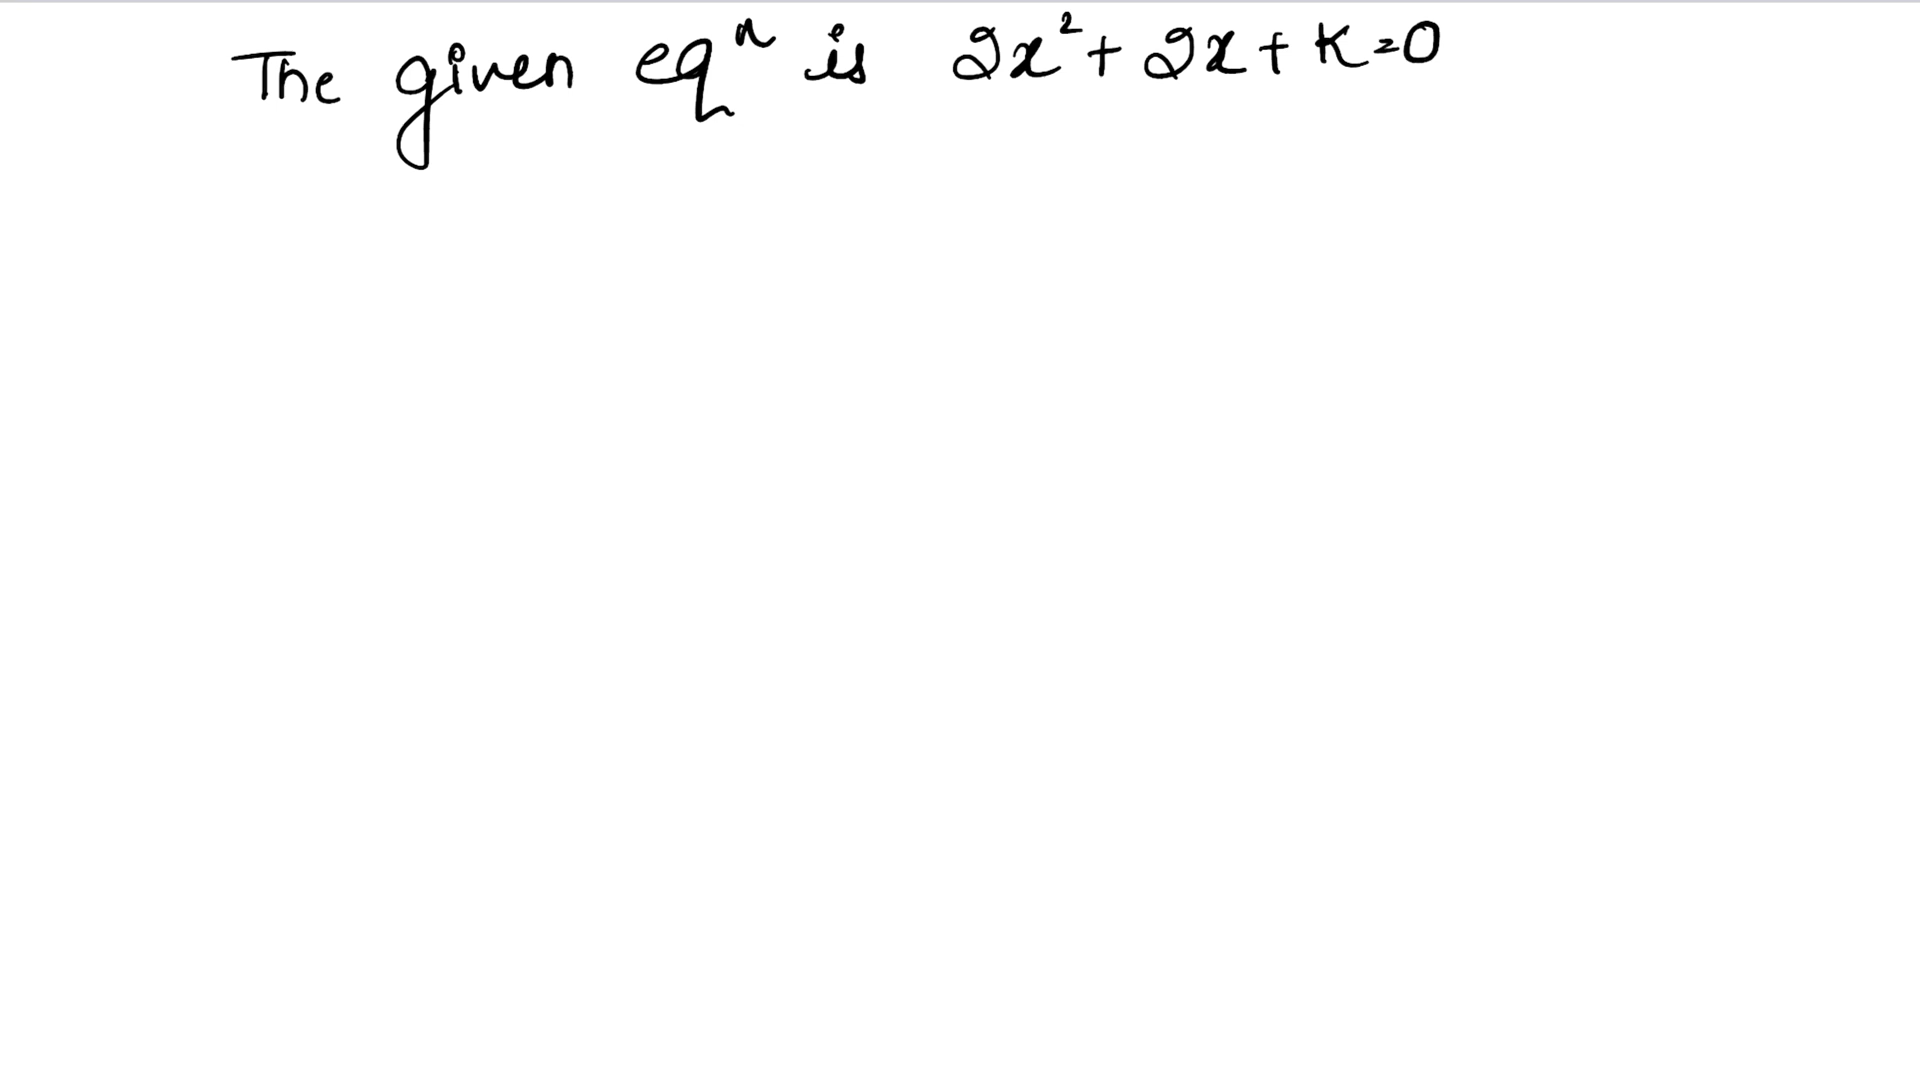 The given eqⁿ is 2x² + 2x + K = 0